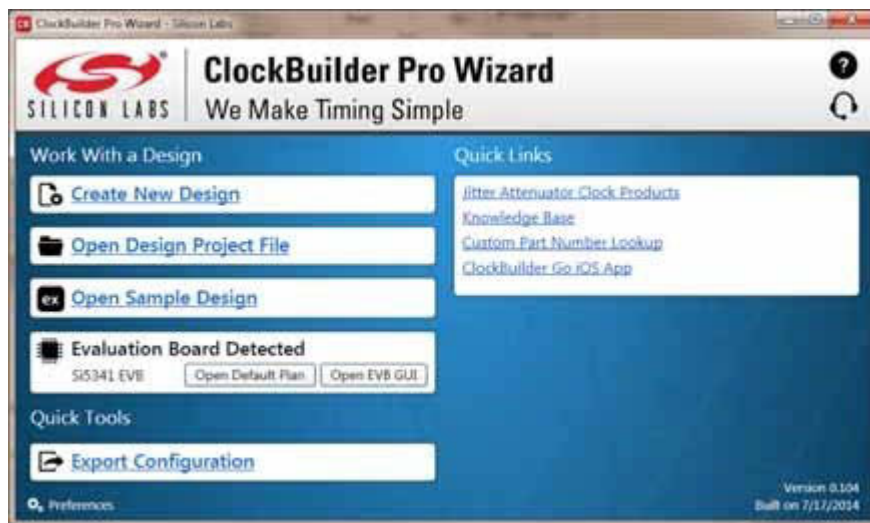 ClockBuilder Pro Wizard - Silicon Labs
SILICON LABS
ClockBuilder Pro Wizard
We Make Timing Simple
?
Work With a Design
Create New Design
Open Design Project File
ex
Open Sample Design
Evaluation Board Detected
Si5341 EVB
Open Default Plan
Open EVB GUI
Quick Tools
Export Configuration
Preferences
Quick Links
Jitter Attenuator Clock Products
Knowledge Base
Custom Part Number Lookup
ClockBuilder Go iOS App
Version 0.104
Built on 7/17/2014